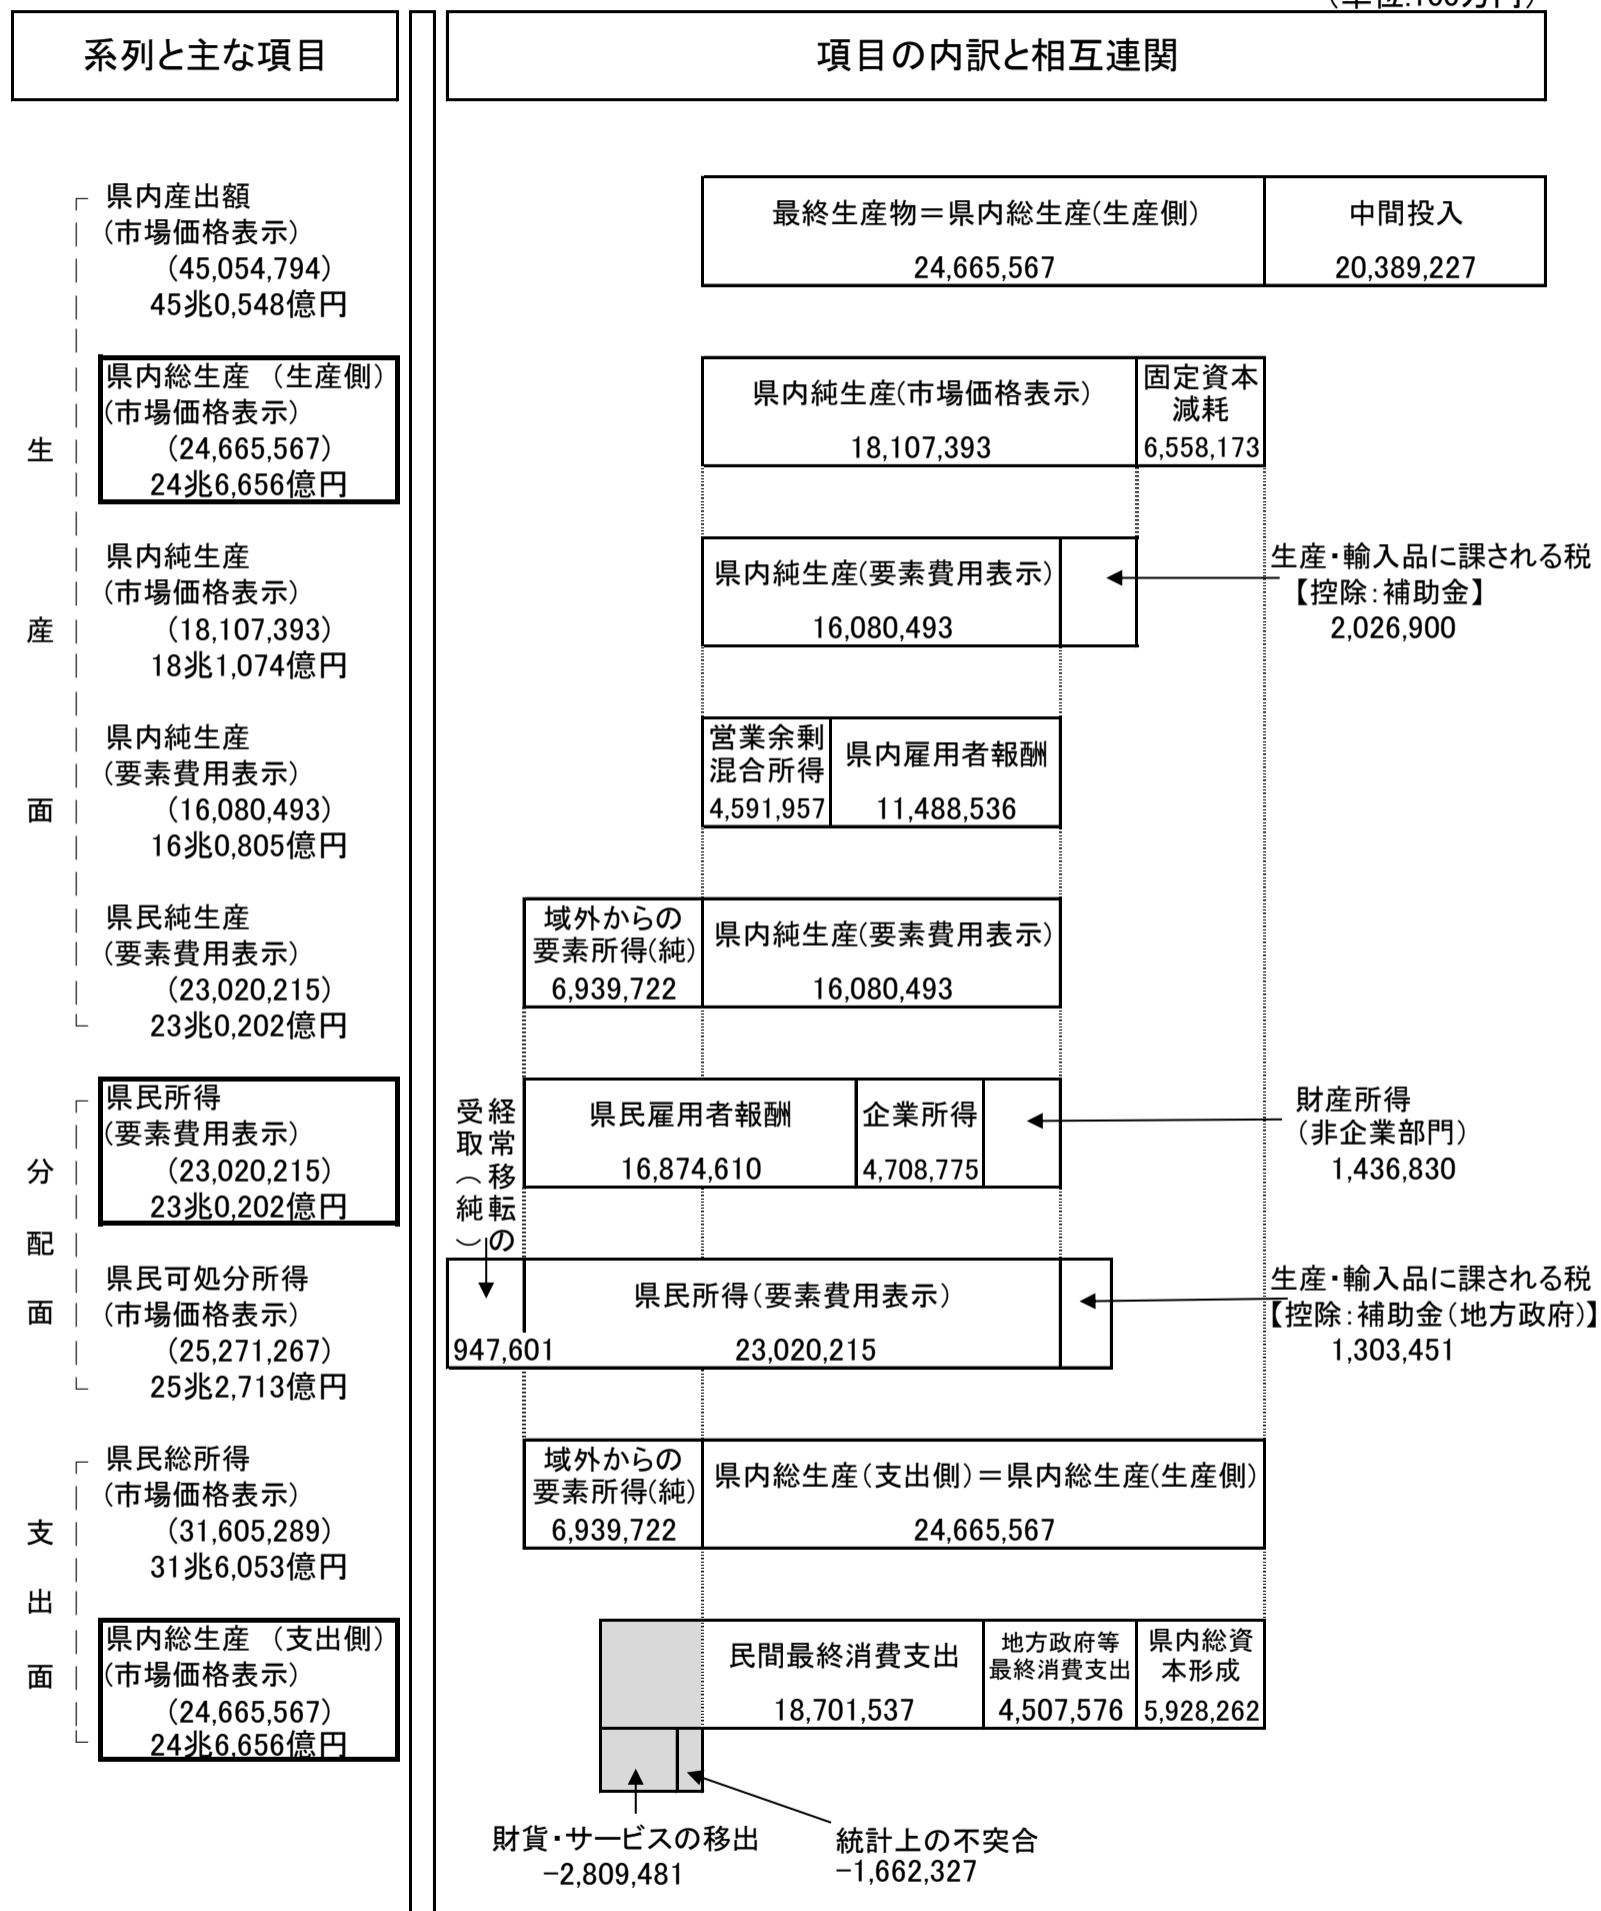 系列と主な項目
項目の内訳と相互連関
県内産出額
(市場価格表示)
(45,054,794)
45兆0,548億円
最終生産物＝県内総生産(生産側)
24,665,567
中間投入
20,389,227
生産面
県内総生産 （生産側）
(市場価格表示)
(24,665,567)
24兆6,656億円
県内純生産(市場価格表示)
18,107,393
固定資本
減耗
6,558,173
県内純生産
(市場価格表示)
(18,107,393)
18兆1,074億円
県内純生産(要素費用表示)
16,080,493
生産・輸入品に課される税
【控除：補助金】
2,026,900
県内純生産
(要素費用表示)
(16,080,493)
16兆0,805億円
営業余剰
混合所得
4,591,957
県内雇用者報酬
11,488,536
県民純生産
(要素費用表示)
(23,020,215)
23兆0,202億円
域外からの
要素所得(純)
6,939,722
県内純生産(要素費用表示)
16,080,493
分配面
県民所得
(要素費用表示)
(23,020,215)
23兆0,202億円
経常移転の
受取（純）
県民雇用者報酬
16,874,610
企業所得
4,708,775
財産所得
（非企業部門）
1,436,830
県民可処分所得
(市場価格表示)
(25,271,267)
25兆2,713億円
947,601
県民所得（要素費用表示）
23,020,215
生産・輸入品に課される税
【控除：補助金（地方政府）】
1,303,451
支出面
県民総所得
(市場価格表示)
(31,605,289)
31兆6,053億円
域外からの
要素所得(純)
6,939,722
県内総生産（支出側）＝県内総生産(生産側)
24,665,567
県内総生産 （支出側）
(市場価格表示)
(24,665,567)
24兆6,656億円
民間最終消費支出
18,701,537
地方政府等
最終消費支出
4,507,576
県内総資
本形成
5,928,262
財貨・サービスの移出
−2,809,481
統計上の不突合
−1,662,327